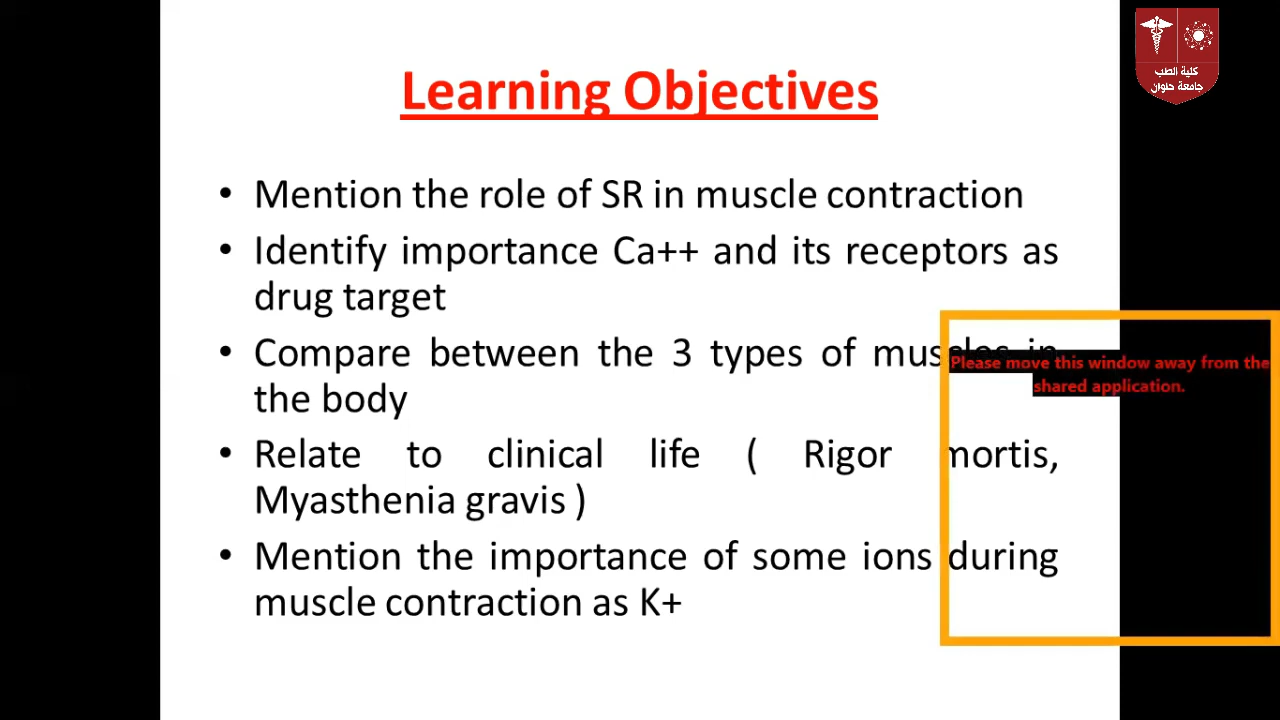 كلية الطب
جامعة حلوان
Learning Objectives
• Mention the role of SR in muscle contraction
• Identify importance Ca++ and its receptors as
drug target
• Compare between the 3 types of muscles in
the body
• Relate to clinical life ( Rigor mortis,
Myasthenia gravis )
• Mention the importance of some ions during
muscle contraction as K+
Please move this window away from the
shared application.